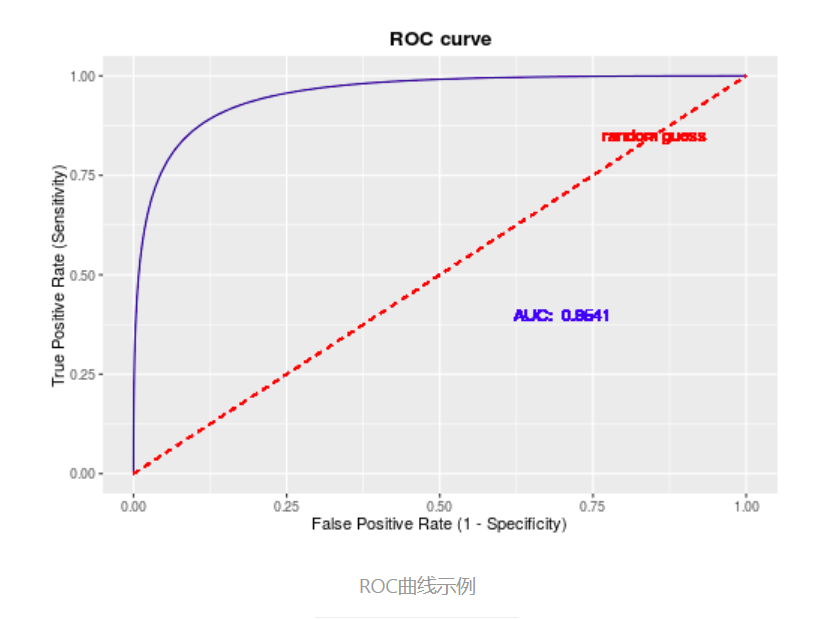 ROC curve
True Positive Rate (Sensitivity)
1.00
random guess
0.75
0.50
AUC:
0.25
0.00
0.00 0.25 0.50 0.75 1.00
False Positive Rate (1 - Specificity)
ROC曲线示例